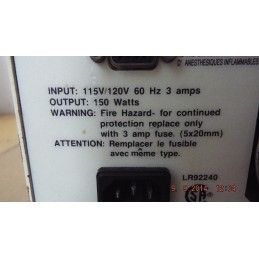 D'ANESTHESIQUES INFLAMMABLES
INPUT: 115V/120V 60 Hz 3 amps
OUTPUT: 150 Watts
WARNING: Fire Hazard- for continued
protection replace only
with 3 amp fuse. (5x20mm)
ATTENTION: Remplacer le fusible
avec même type.
LR92240